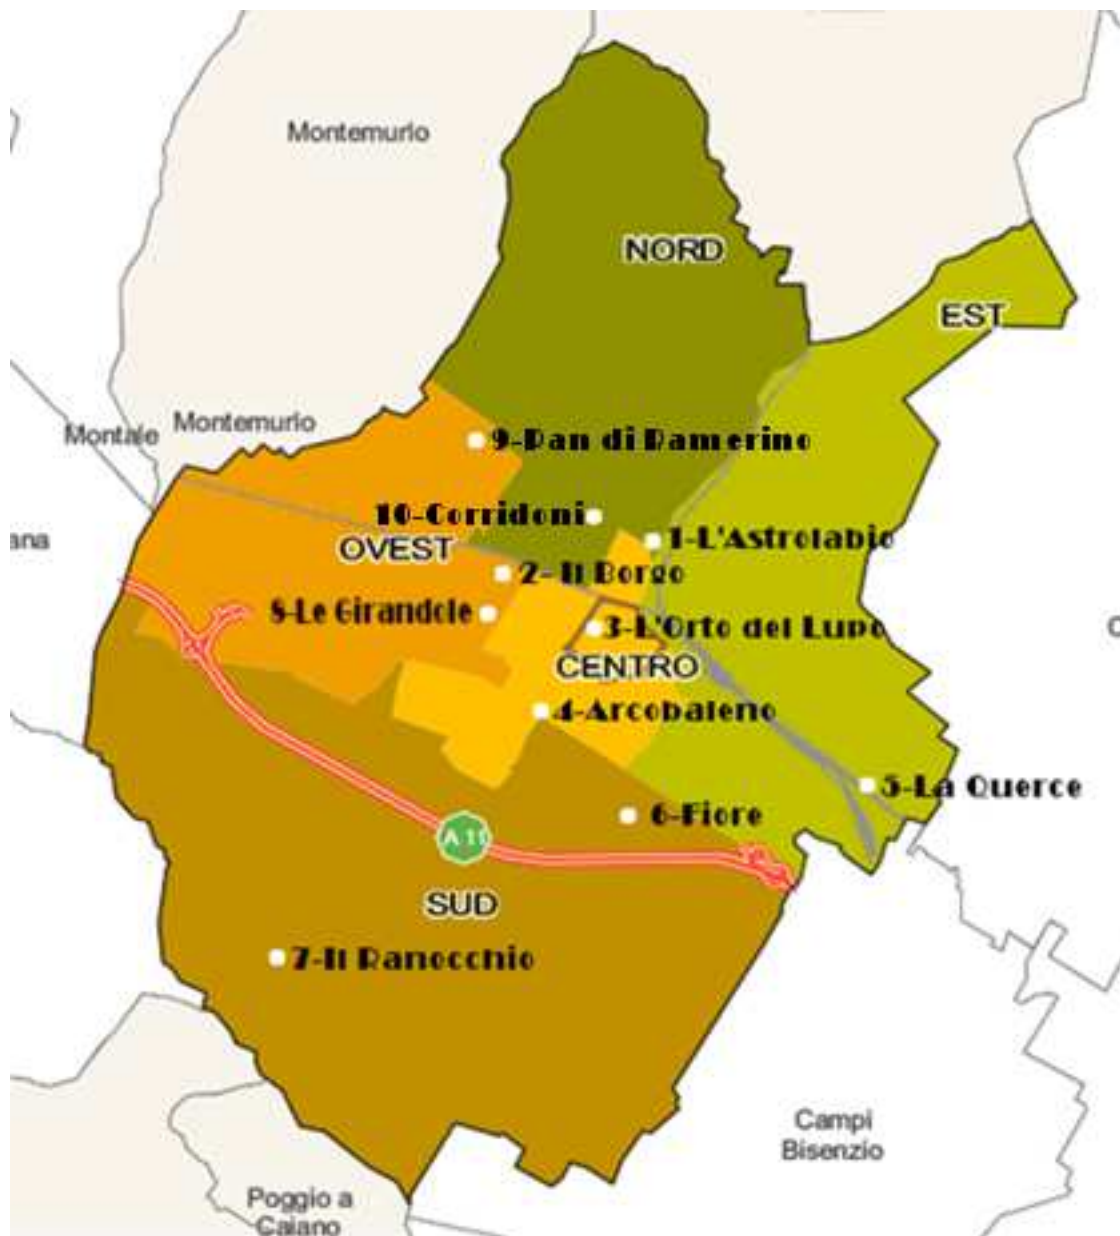 Montemurlo
NORD
EST
Montemurlo
Montale
9-Pan di Ramerino
10-Corridoni
ana
OVEST
1-L'Astrolabio
2- Il Borgo
8-Le Girandole
3-L'Orto del Lupo
CENTRO
4-Arcobaleno
5-La Querce
6-Fiore
A 11
SUD
7-Il Ranocchio
Campi
Bisenzio
Poggio a
Caiano